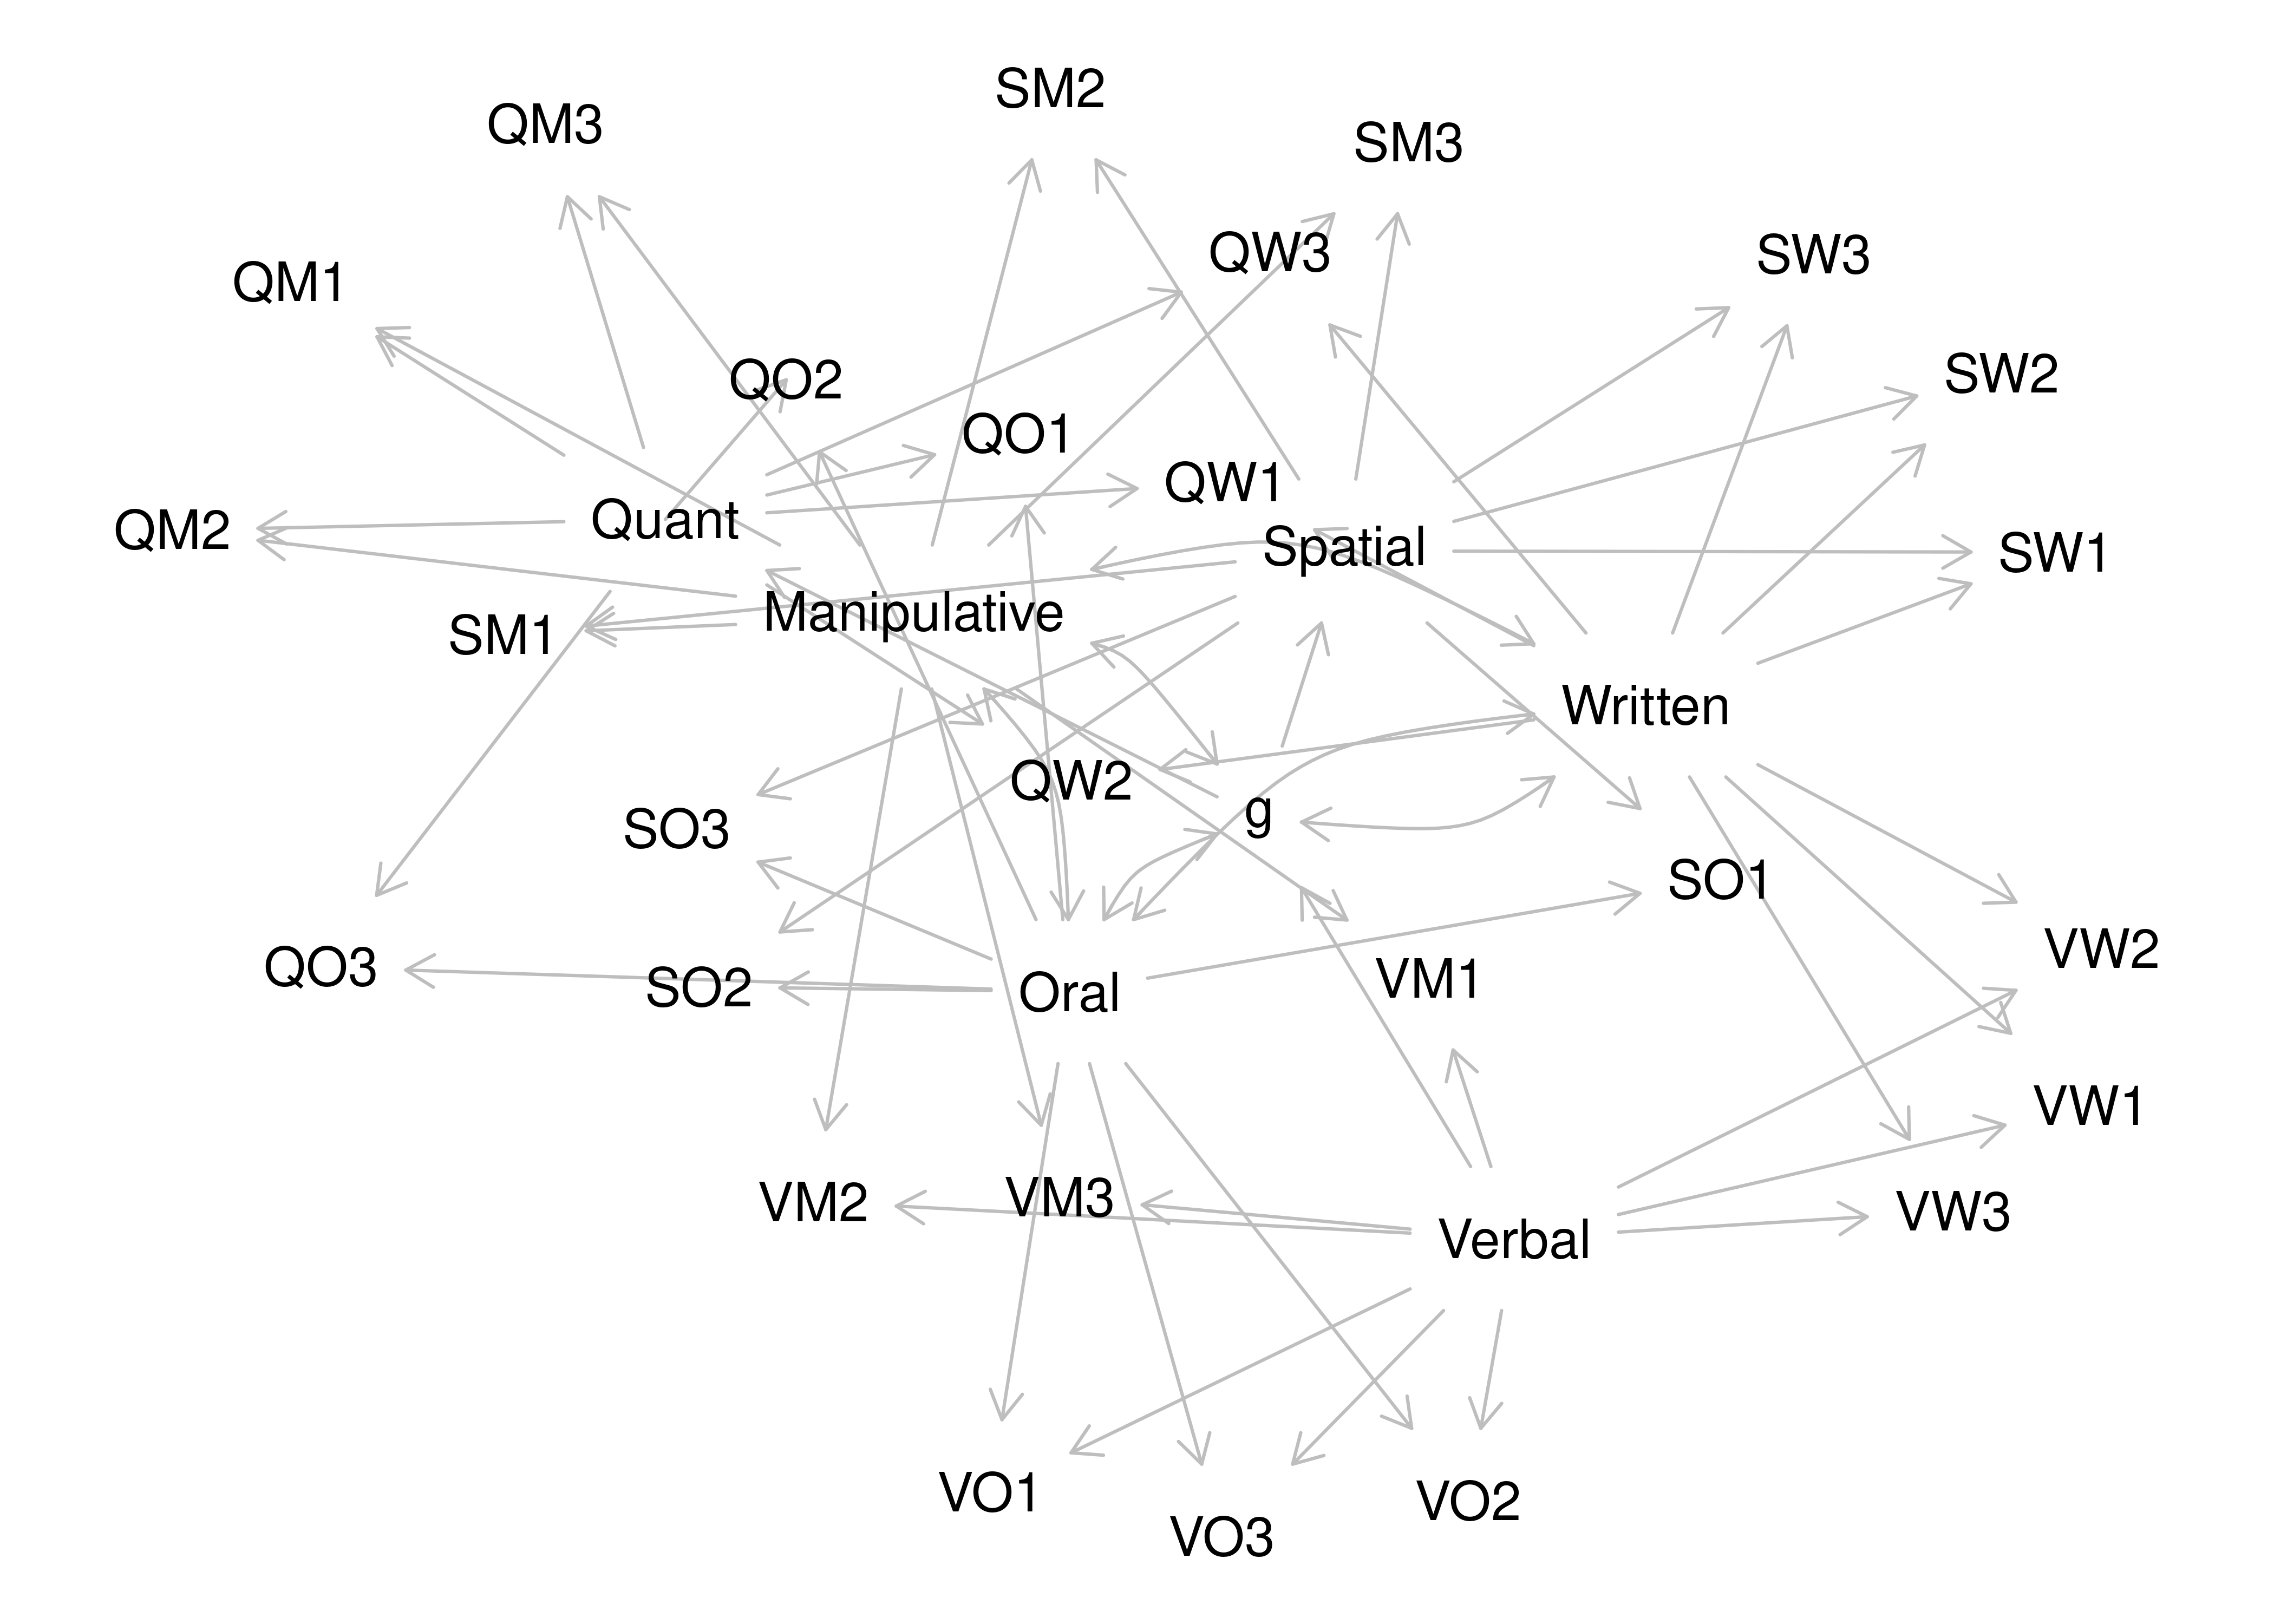 SM2
QM3
SM3
QW3
SW3
QM1
SW2
QO2
QO1
QW1
Quant
QM2
Spatial
SW1
Manipulative
SM1
Written
QW2
g
SO3
SO1
VW2
QO3
SO2
Oral
VM1
VW1
VM2
VM3
VW3
Verbal
VO1
VO2
VO3